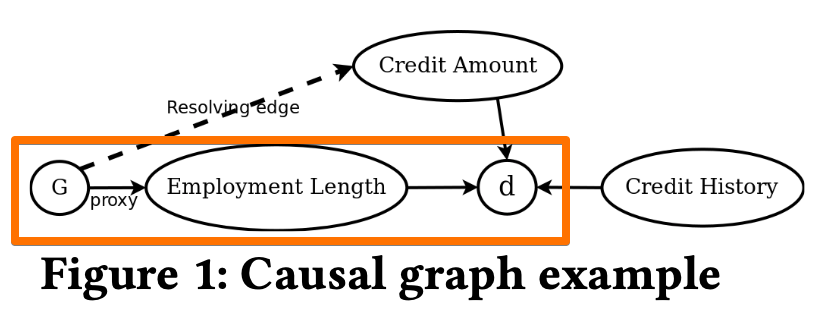 Credit Amount
Resolving edge
G
proxy
Employment Length
d
Credit History
Figure 1: Causal graph example